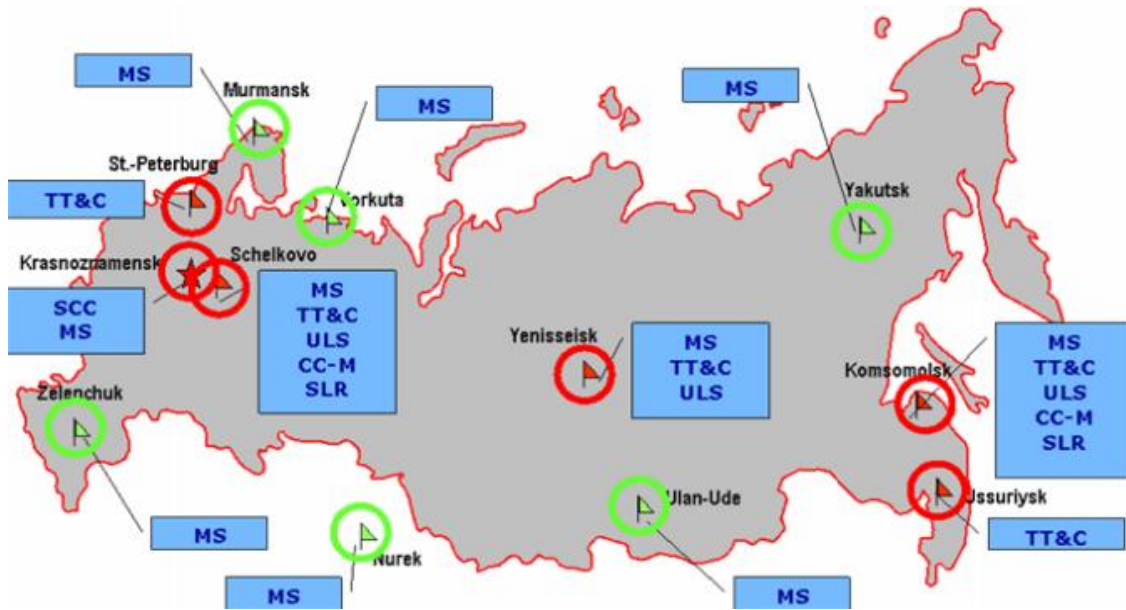 MS
Murmansk
MS
MS
St.-Peterburg
TT&C
Vorkuta
Yakutsk
Krasnoznamensk
Schelkovo
SCC
MS
MS
TT&C
ULS
CC-M
SLR
Yenisseisk
MS
TT&C
ULS
Komsomolsk
MS
TT&C
ULS
CC-M
SLR
Zelenchuk
MS
Nurek
MS
Ulan-Ude
MS
Ussuriysk
TT&C